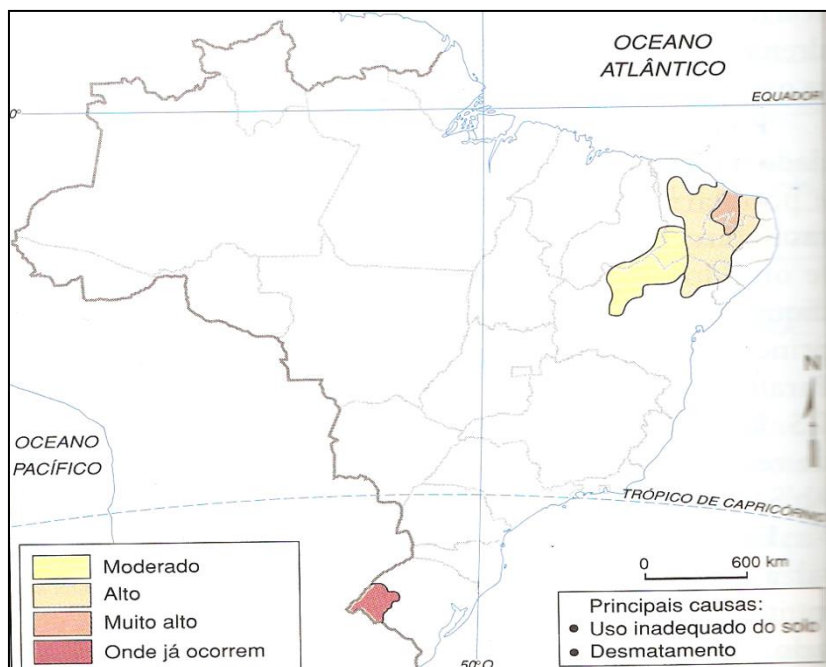 OCEANO
ATLÂNTICO
EQUADOR
0°
N
OCEANO
PACÍFICO
TRÓPICO DE CAPRICÓRNIO
Moderado
Alto
Muito alto
Onde já ocorrem
0 600 km
Principais causas:
• Uso inadequado do solo
• Desmatamento
50° O